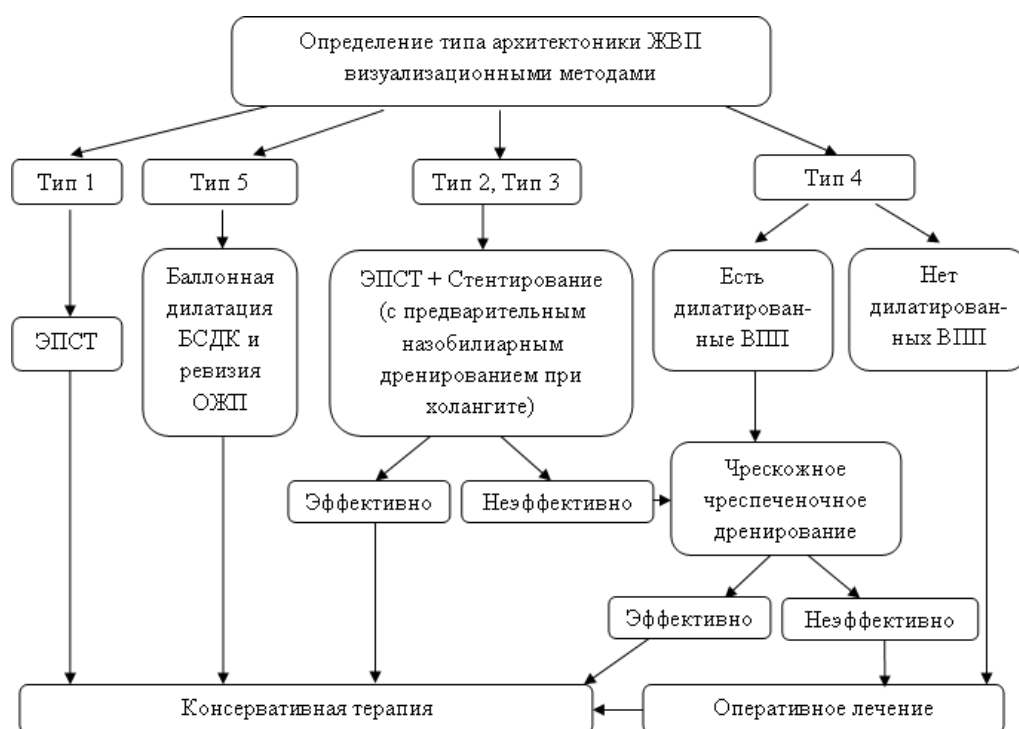 Определение типа архитектоники ЖВП
визуализационными методами
Тип 1
Тип 5
Тип 2, Тип 3
Тип 4
ЭПСТ
Баллонная
дилатация
БСДК и
ревизия
ОЖП
ЭПСТ + Стентирование
(с предварительным
назобилиарным
дренированием при
холангите)
Есть
дилатирован-
ные ВПП
Нет
дилатирован-
ных ВПП
Эффективно
Неэффективно
Чрескожное
чреспеченочное
дренирование
Эффективно
Неэффективно
Консервативная терапия
Оперативное лечение